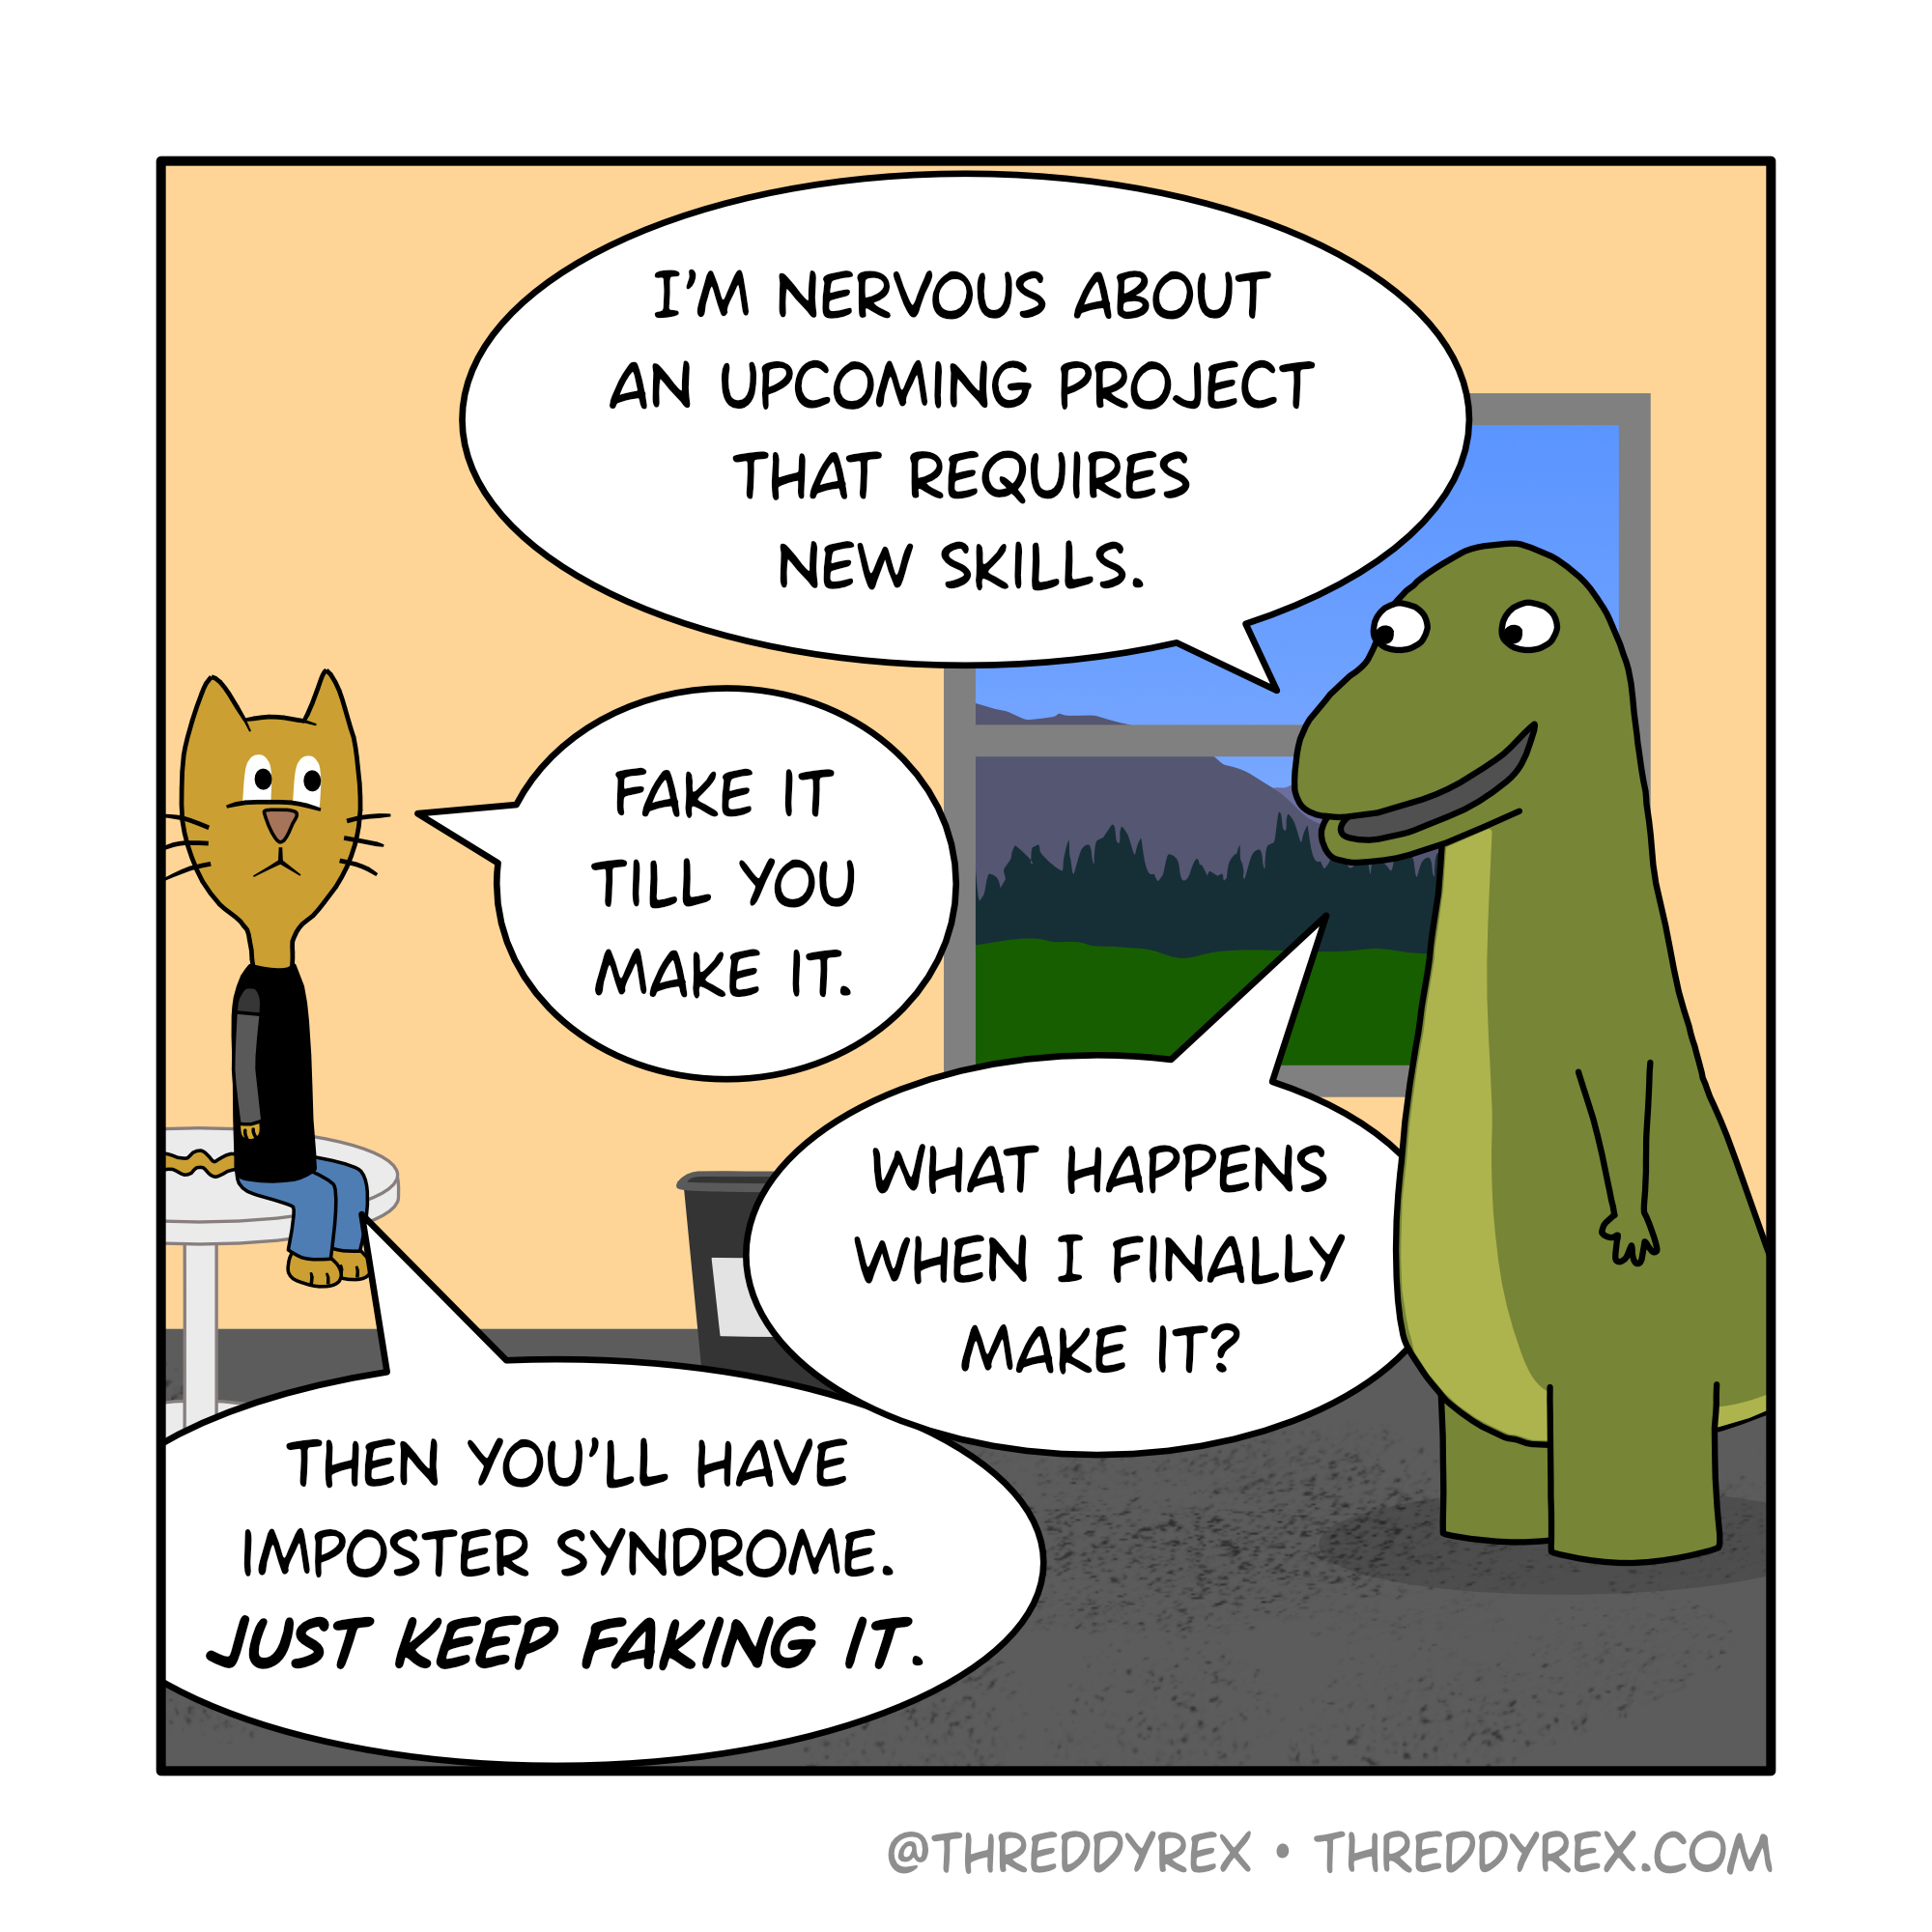 I'M NERVOUS ABOUT
AN UPCOMING PROJECT
THAT REQUIRES
NEW SKILLS.
FAKE IT
TILL YOU
MAKE IT.
WHAT HAPPENS
WHEN I FINALLY
MAKE IT?
THEN YOU'LL HAVE
IMPOSTER SYNDROME.
JUST KEEP FAKING IT.
@THREDDYREX • THREDDYREX.COM